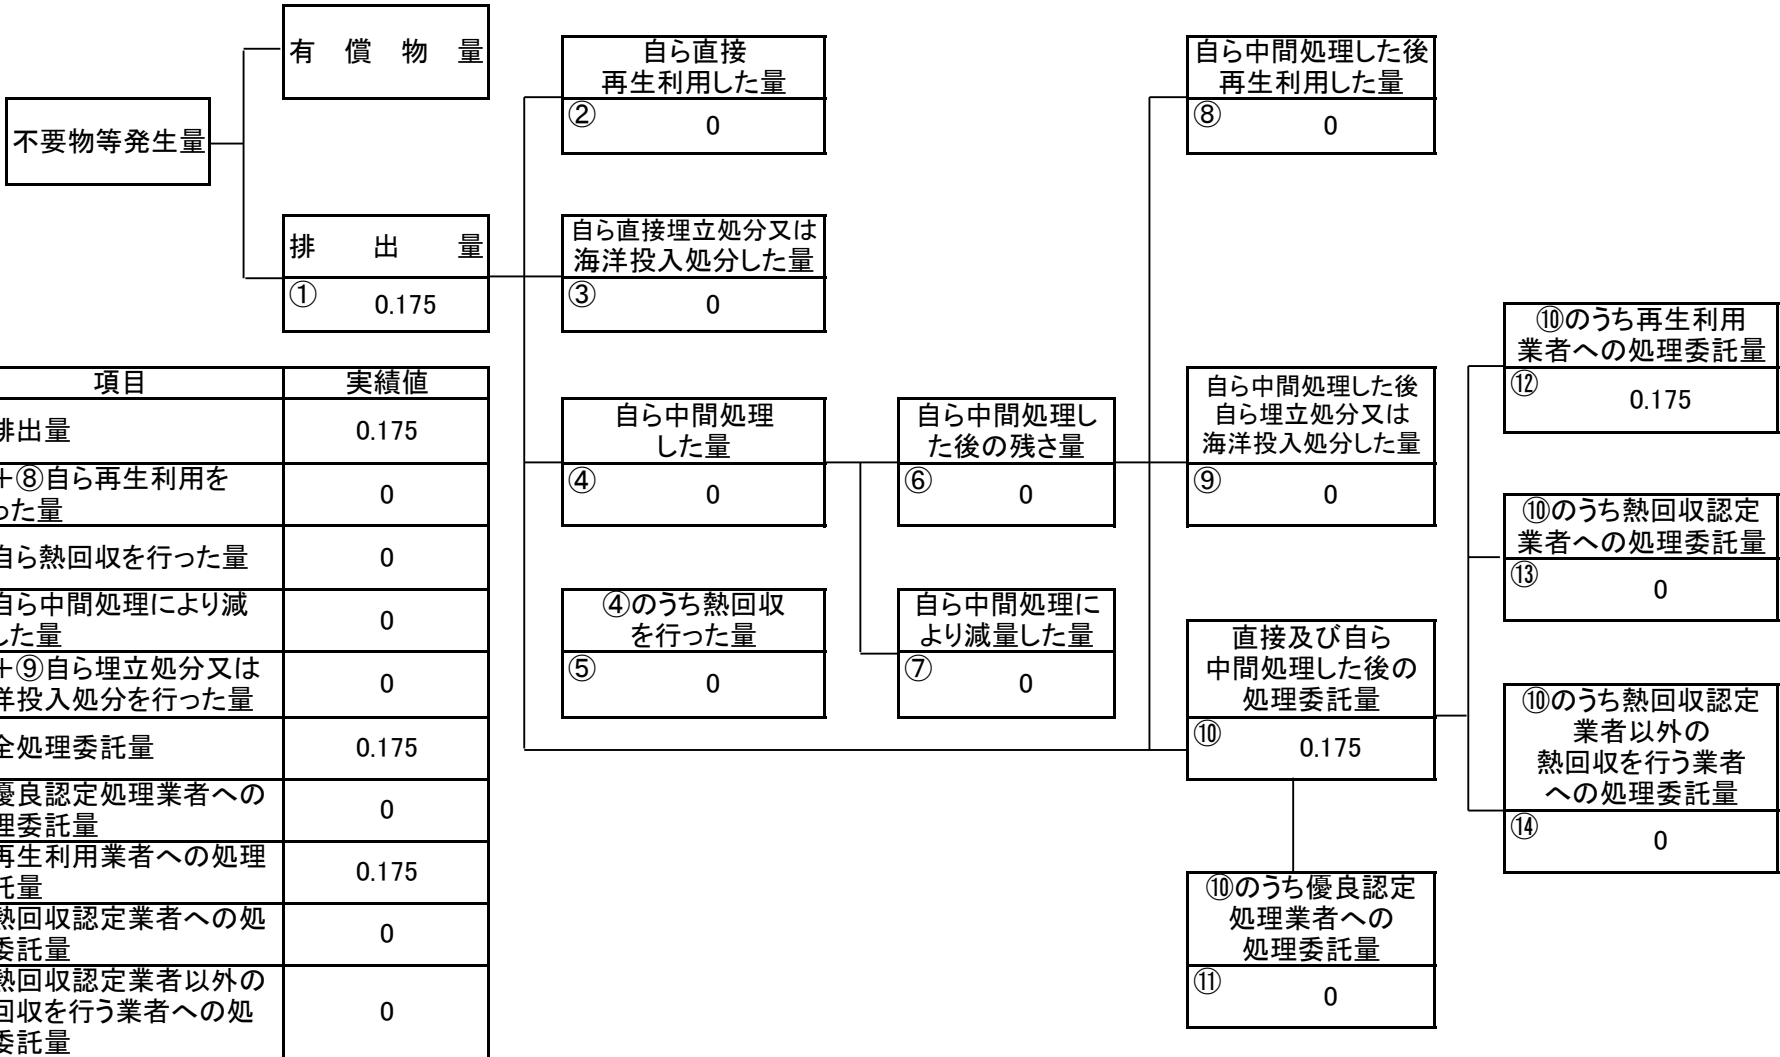 有償物量
不要物等発生量
排出量
①
0.175
自ら直接
再生利用した量
②
0
自ら直接埋立処分又は
海洋投入処分した量
③
0
自ら中間処理
した量
④
0
④のうち熱回収
を行った量
⑤
0
自ら中間処理し
た後の残さ量
⑥
0
自ら中間処理に
より減量した量
⑦
0
自ら中間処理した後
再生利用した量
⑧
0
自ら中間処理した後
自ら埋立処分又は
海洋投入処分した量
⑨
0
直接及び自ら
中間処理した後の
処理委託量
⑩
0.175
⑩のうち優良認定
処理業者への
処理委託量
⑪
0
⑩のうち再生利用
業者への処理委託量
⑫
0.175
⑩のうち熱回収認定
業者への処理委託量
⑬
0
⑩のうち熱回収認定
業者以外の
熱回収を行う業者
への処理委託量
⑭
0
項目 実績値
排出量 0.175
+⑧自ら再生利用を
った量
0
自ら熱回収を行った量 0
自ら中間処理により減
した量
0
+⑨自ら埋立処分又は
洋投入処分を行った量
0
全処理委託量 0.175
優良認定処理業者への
理委託量
0
再生利用業者への処理
託量
0.175
熱回収認定業者への処
委託量
0
熱回収認定業者以外の
回収を行う業者への処
委託量
0